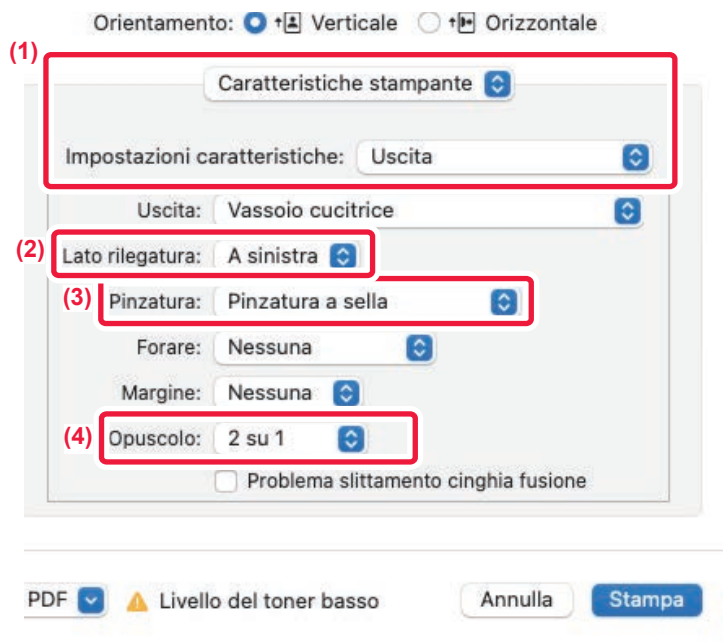 Orientamento: Verticale Orizzontale
(1)
Caratteristiche stampante
Impostazioni caratteristiche: Uscita
Uscita: Vassoio cucitrice
(2) Lato rilegatura: A sinistra
(3) Pinzatura: Pinzatura a sella
Forare: Nessuna
Margine: Nessuna
(4) Opuscolo: 2 su 1
Problema slittamento cinghia fusione
PDF Livello del toner basso Annulla Stampa